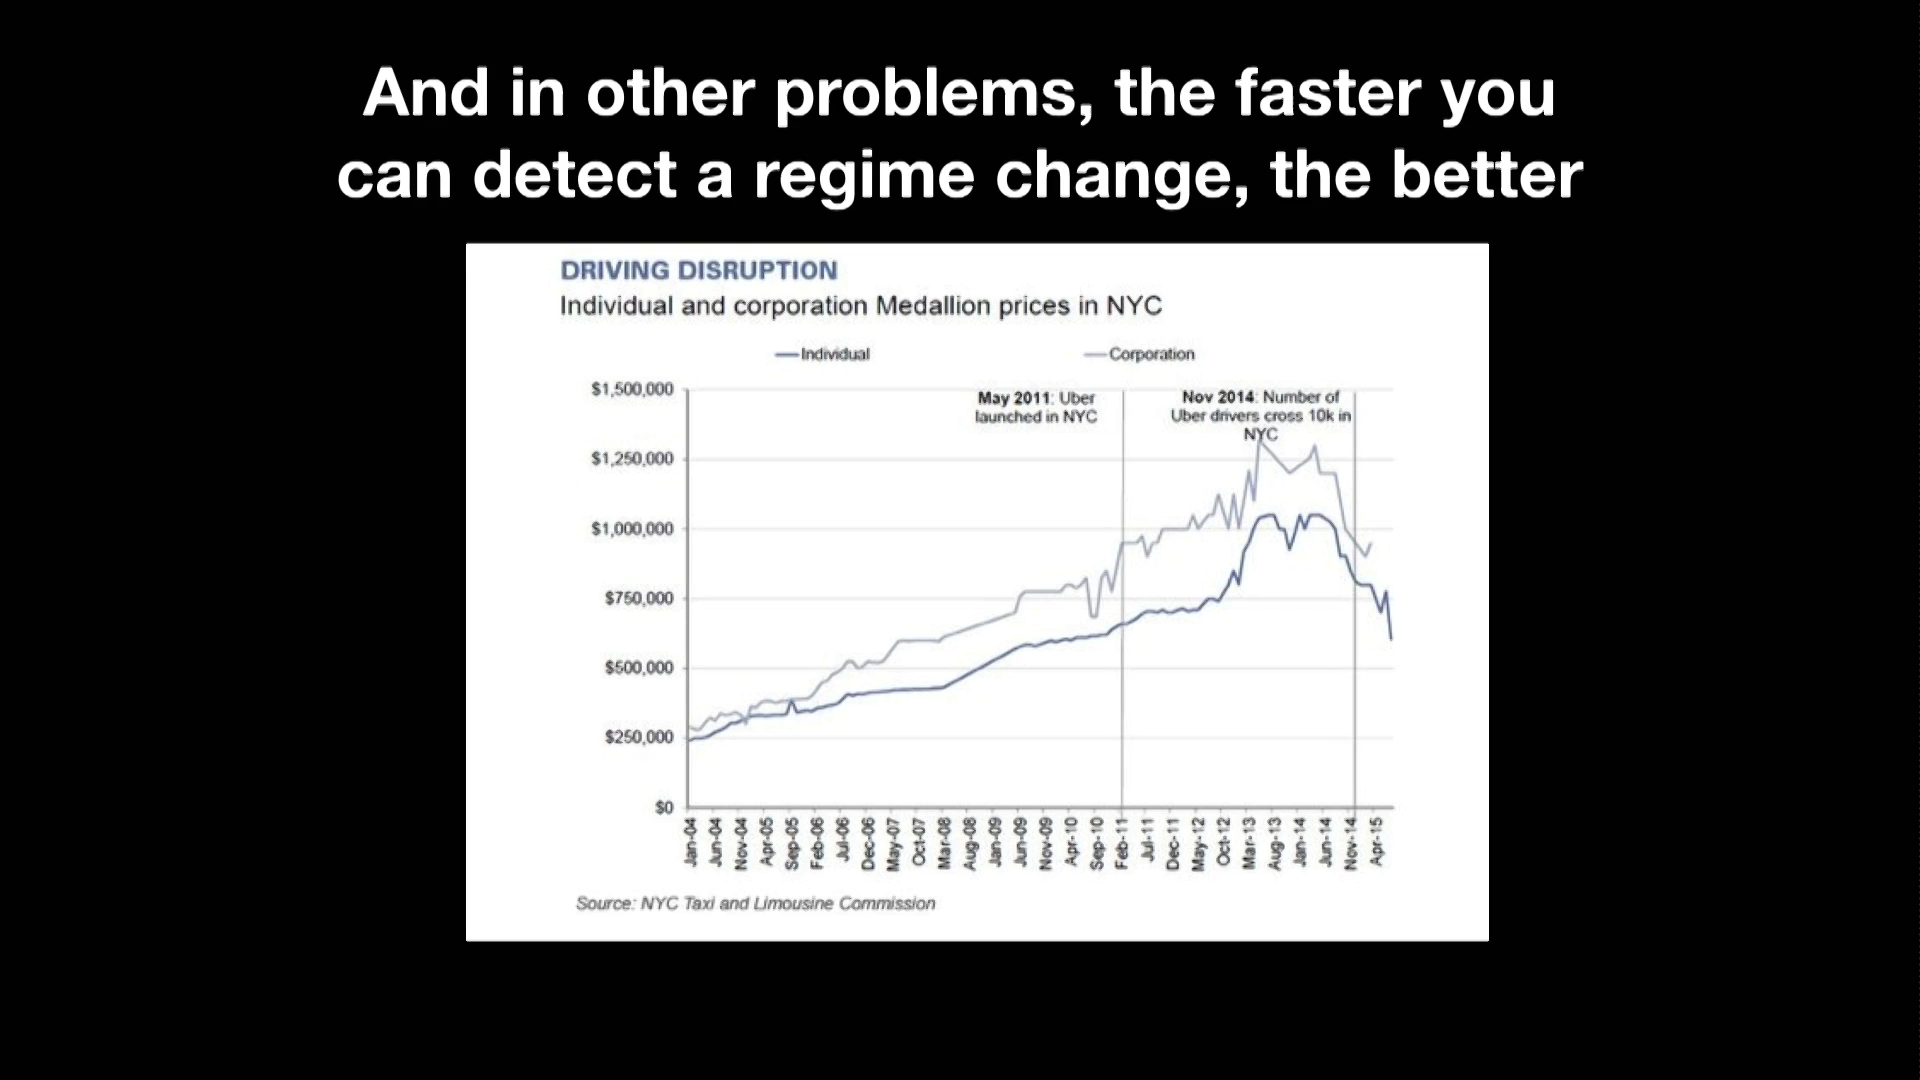 And in other problems, the faster you
can detect a regime change, the better
DRIVING DISRUPTION
Individual and corporation Medallion prices in NYC
Individual
Corporation
$1,500,000
$1,250,000
$1,000,000
$750,000
$500,000
$250,000
$0
May 2011: Uber
launched in NYC
Nov 2014: Number of
Uber drivers cross 10k in
NYC
Jan-04
Jun-04
Nov-04
Apr-05
Sep-05
Feb-06
Jul-06
Dec-06
May-07
Oct-07
Mar-08
Aug-08
Jan-09
Jun-09
Nov-09
Apr-10
Sep-10
Feb-11
Jul-11
Dec-11
May-12
Oct-12
Mar-13
Aug-13
Jan-14
Jun-14
Nov-14
Apr-15
Source: NYC Taxi and Limousine Commission